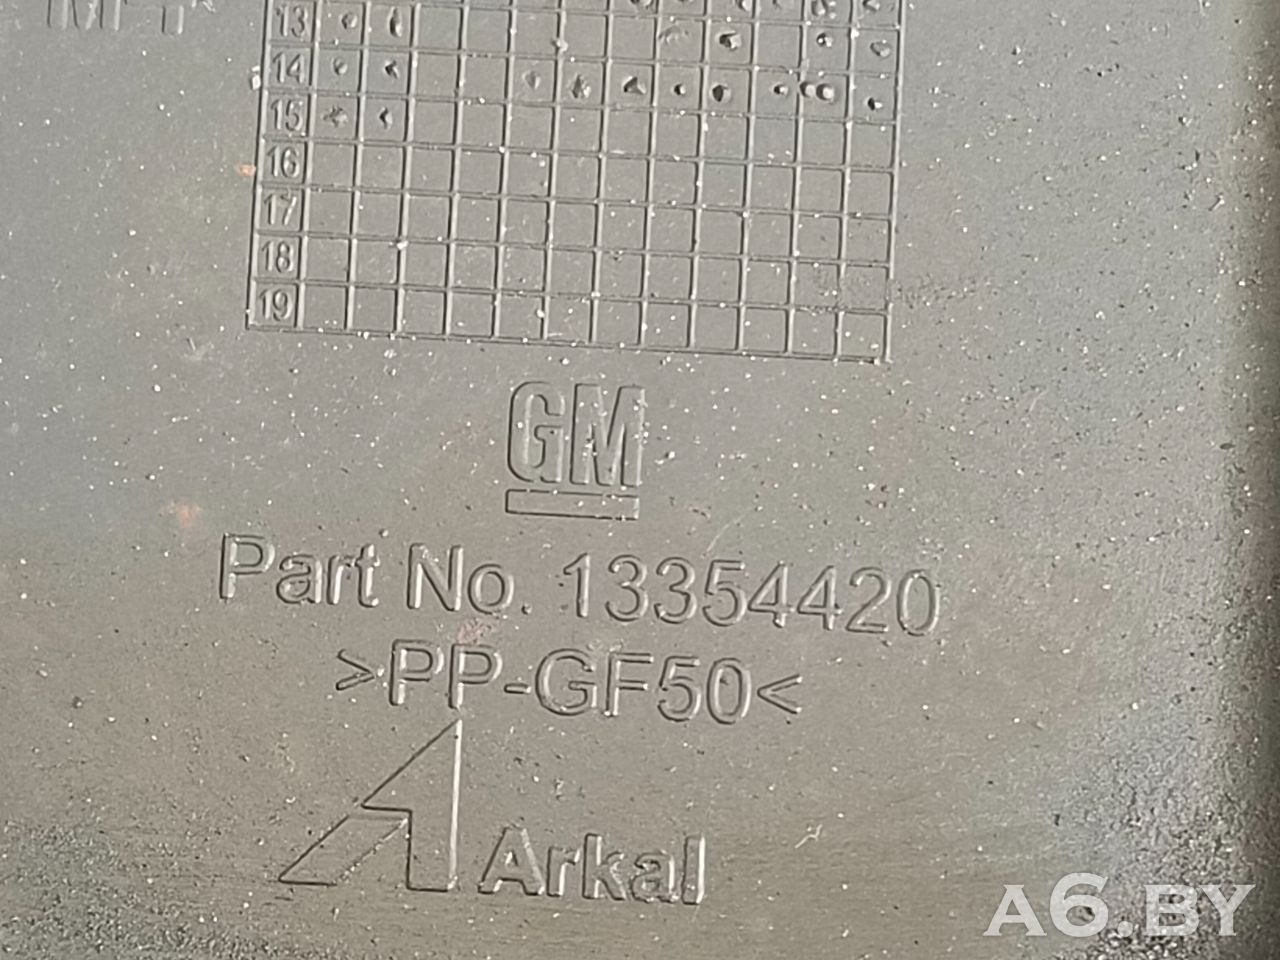 13
14
15
16
17
18
19
GM
Part No. 13354420
>PP-GF50<
Arkal
A6.BY